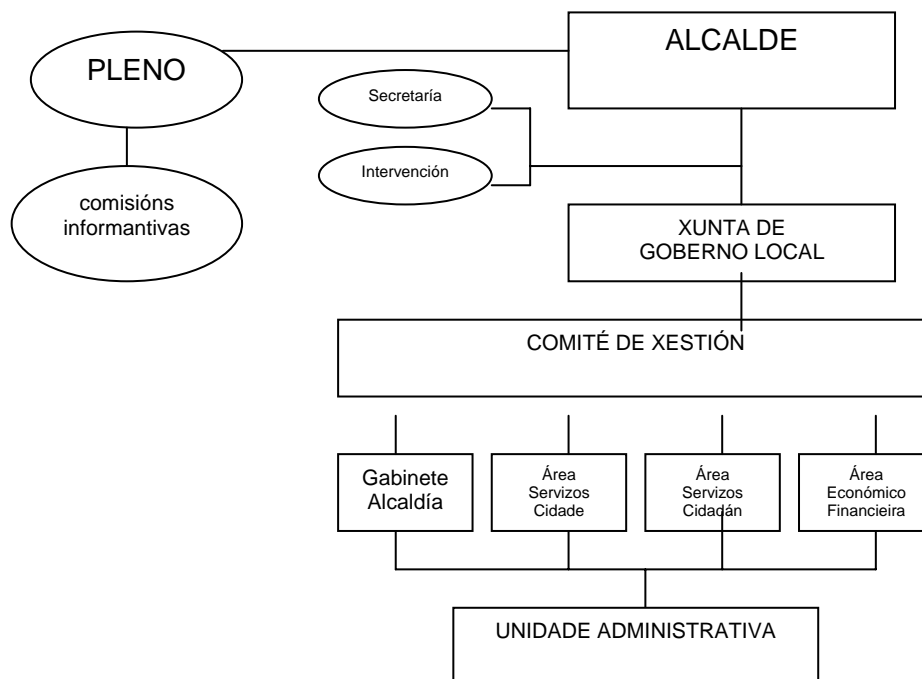 PLENO
ALCALDE
Secretaría
Intervención
comisións
informantivas
XUNTA DE
GOBERNO LOCAL
COMITÉ DE XESTIÓN
Gabinete
Alcaldía
Área
Servizos
Cidade
Área
Servizos
Cidadán
Área
Económico
Financieira
UNIDADE ADMINISTRATIVA